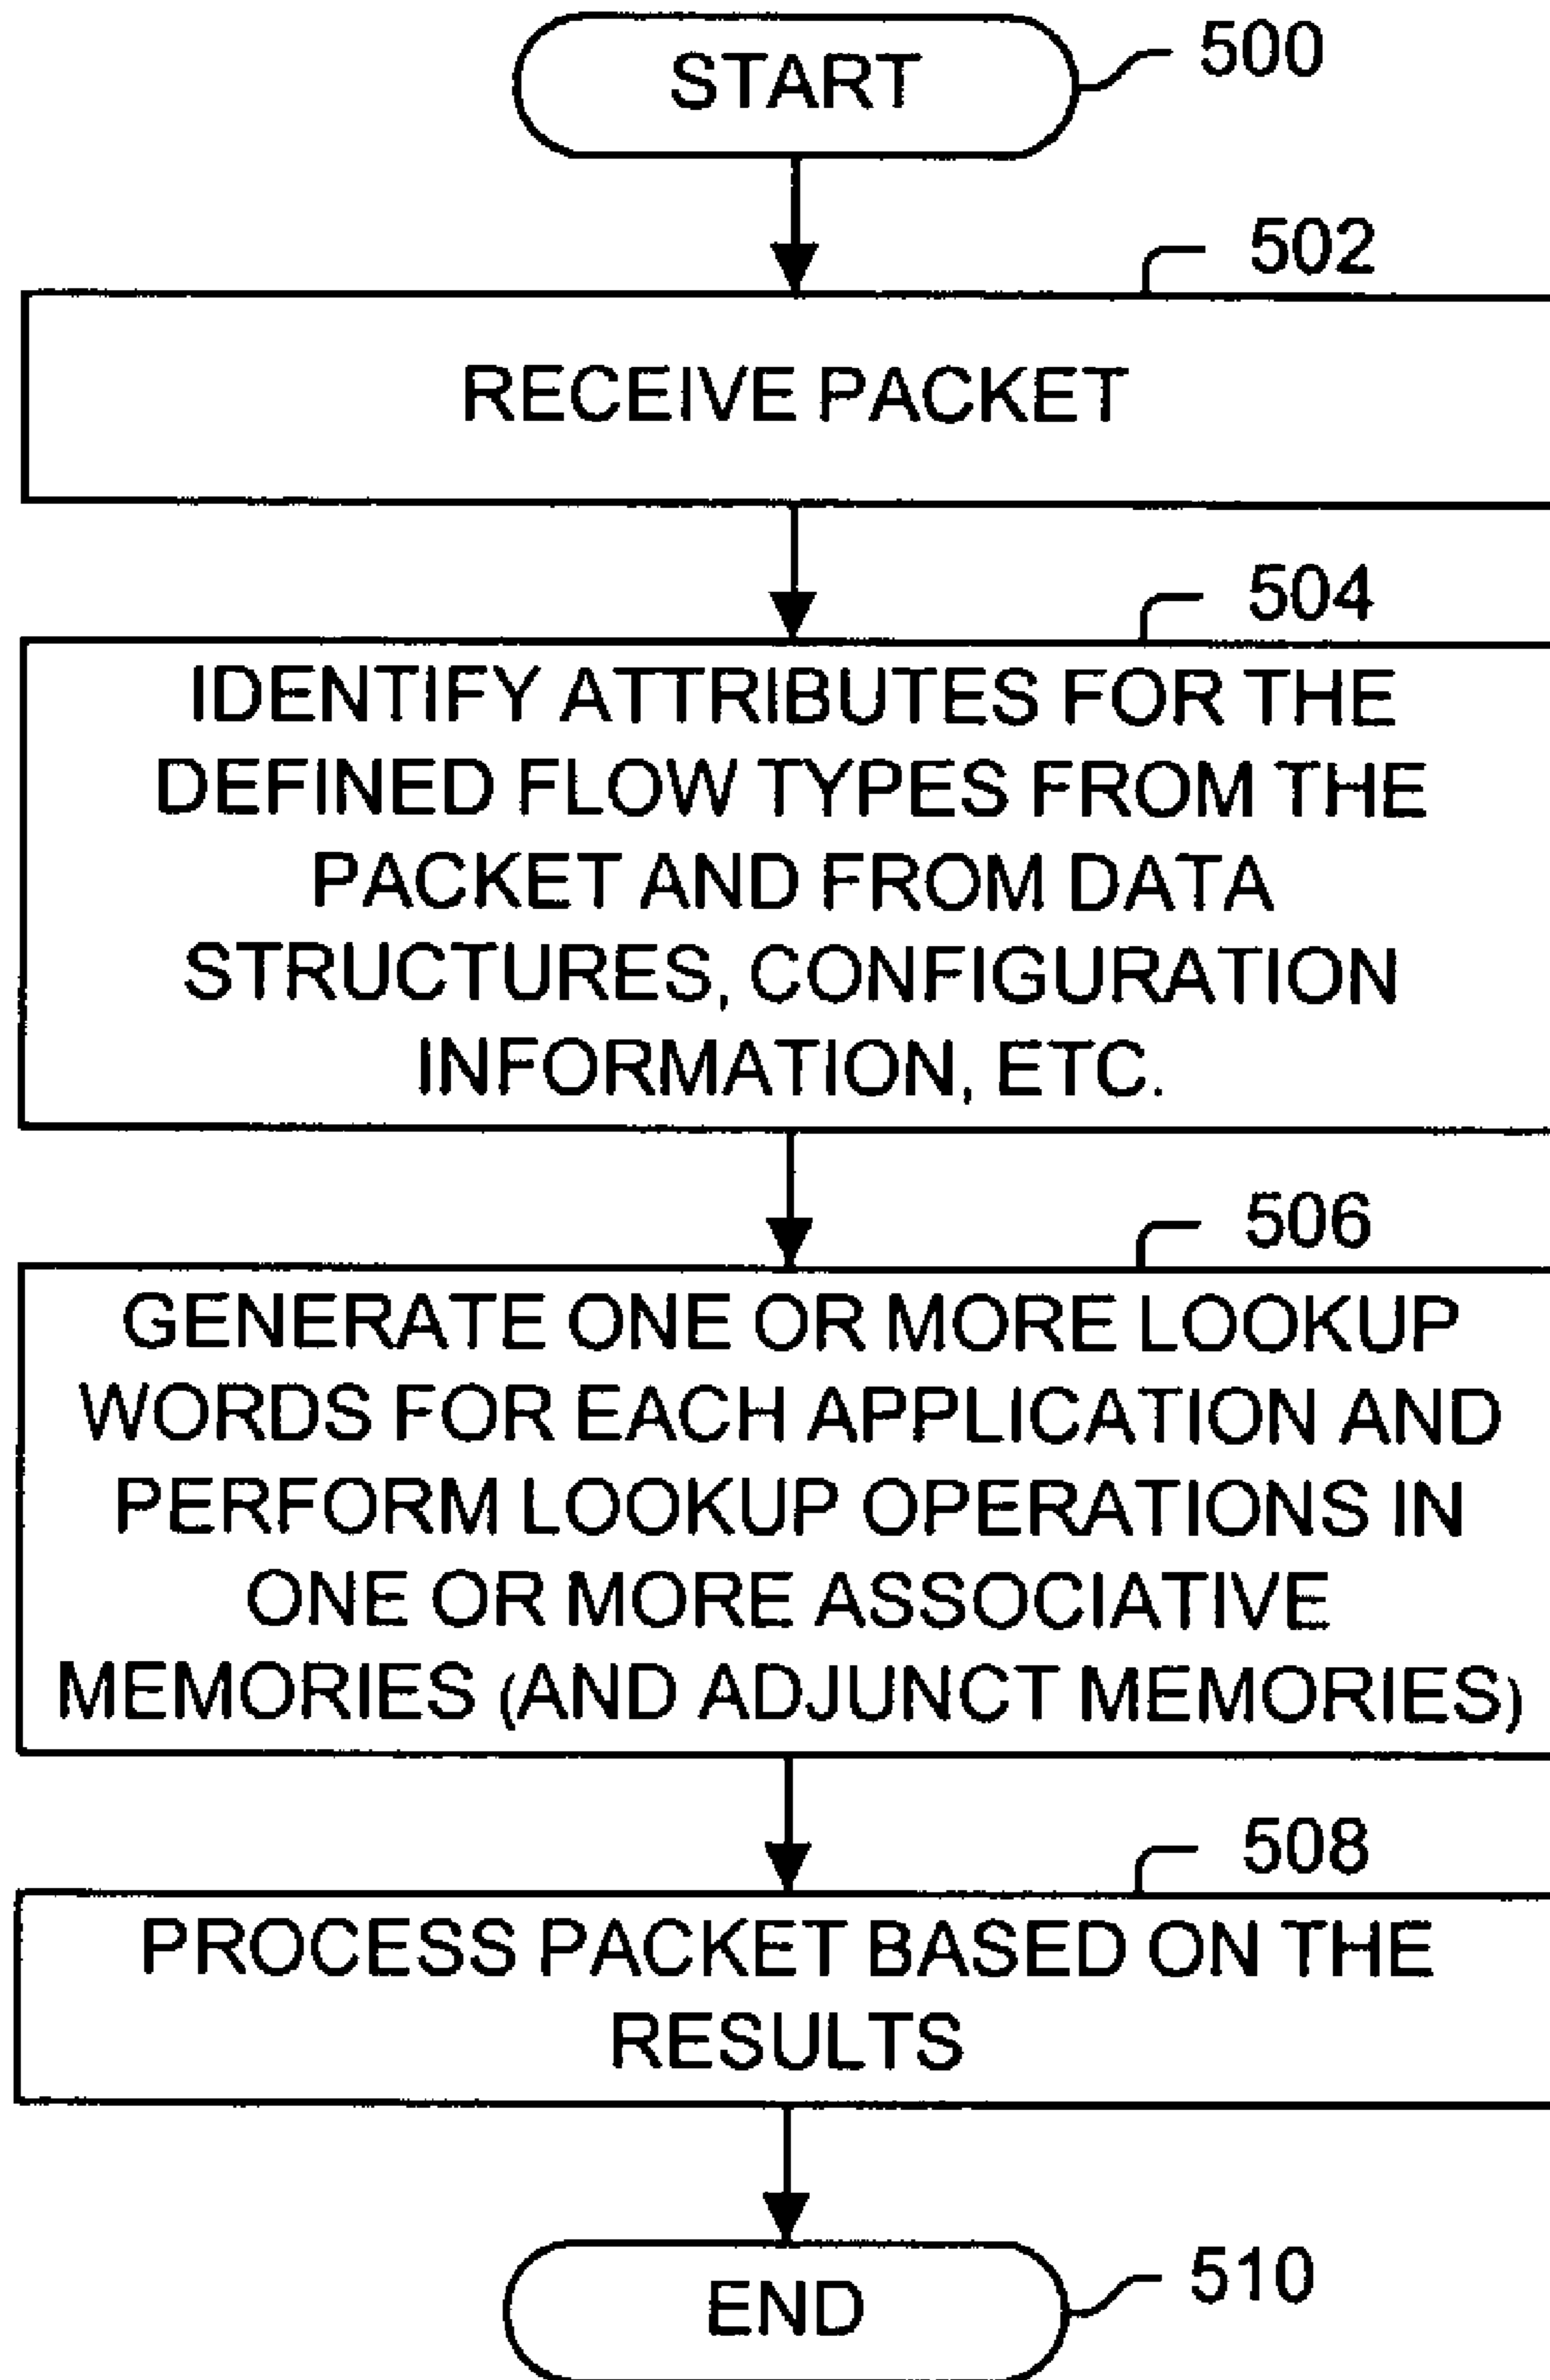 START
500
502
RECEIVE PACKET
504
IDENTIFY ATTRIBUTES FOR THE
DEFINED FLOW TYPES FROM THE
PACKET AND FROM DATA
STRUCTURES, CONFIGURATION
INFORMATION, ETC.
506
GENERATE ONE OR MORE LOOKUP
WORDS FOR EACH APPLICATION AND
PERFORM LOOKUP OPERATIONS IN
ONE OR MORE ASSOCIATIVE
MEMORIES (AND ADJUNCT MEMORIES)
508
PROCESS PACKET BASED ON THE
RESULTS
END
510